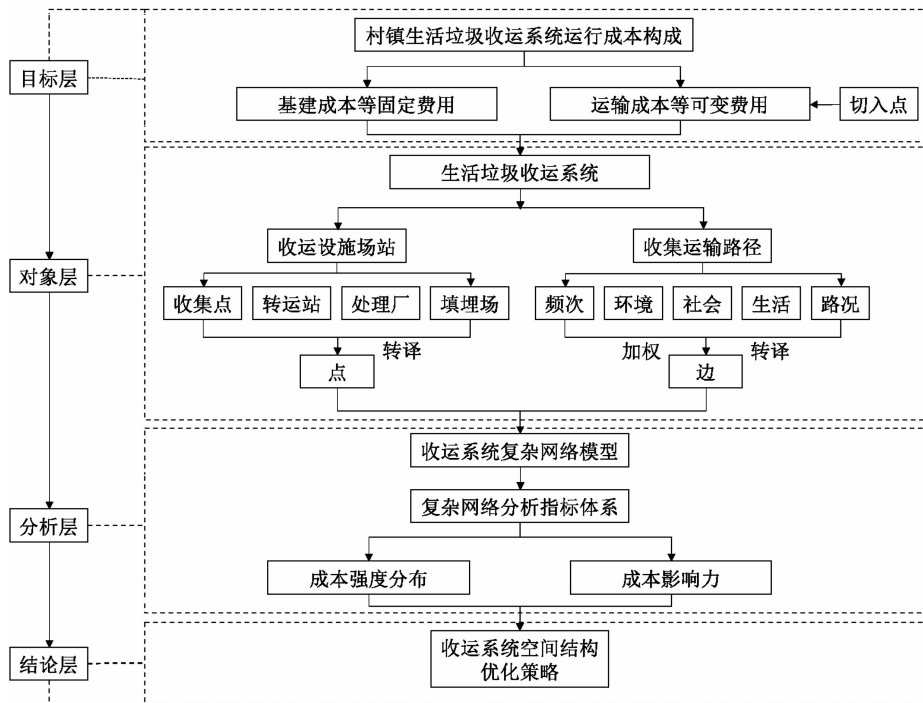 村镇生活垃圾收运系统运行成本构成
目标层
基建成本等固定费用
运输成本等可变费用
切入点
生活垃圾收运系统
收运设施场站
收集运输路径
对象层
收集点
转运站
处理厂
填埋场
频次
环境
社会
生活
路况
转译
加权
转译
点
边
收运系统复杂网络模型
复杂网络分析指标体系
分析层
成本强度分布
成本影响力
结论层
收运系统空间结构
优化策略